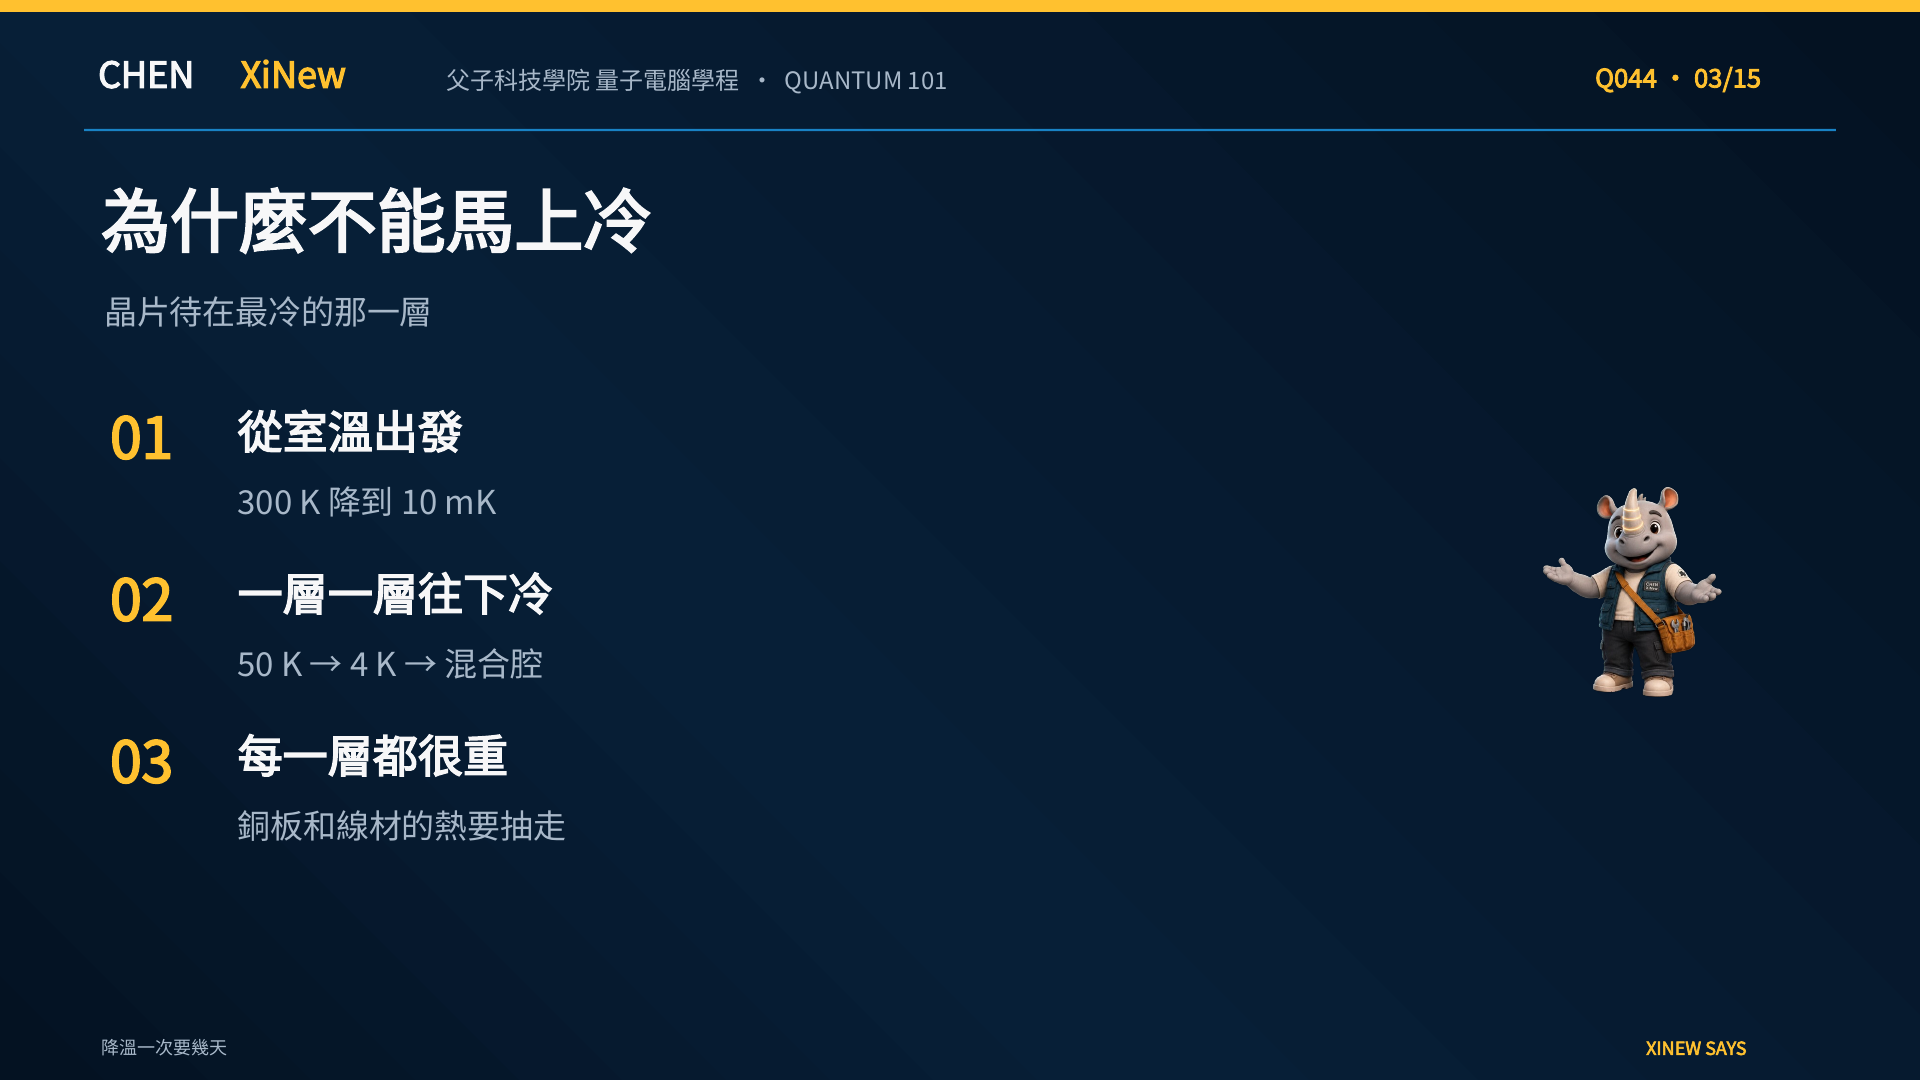 CHEN XiNew 父子科技學院 量子電腦學程 • QUANTUM 101 Q044 • 03/15
為什麼不能馬上冷
晶片待在最冷的那一層
01 從室溫出發
300 K 降到 10 mK
02 一層一層往下冷
50 K → 4 K → 混合腔
03 每一層都很重
銅板和線材的熱要抽走
降溫一次要幾天
XINEW SAYS